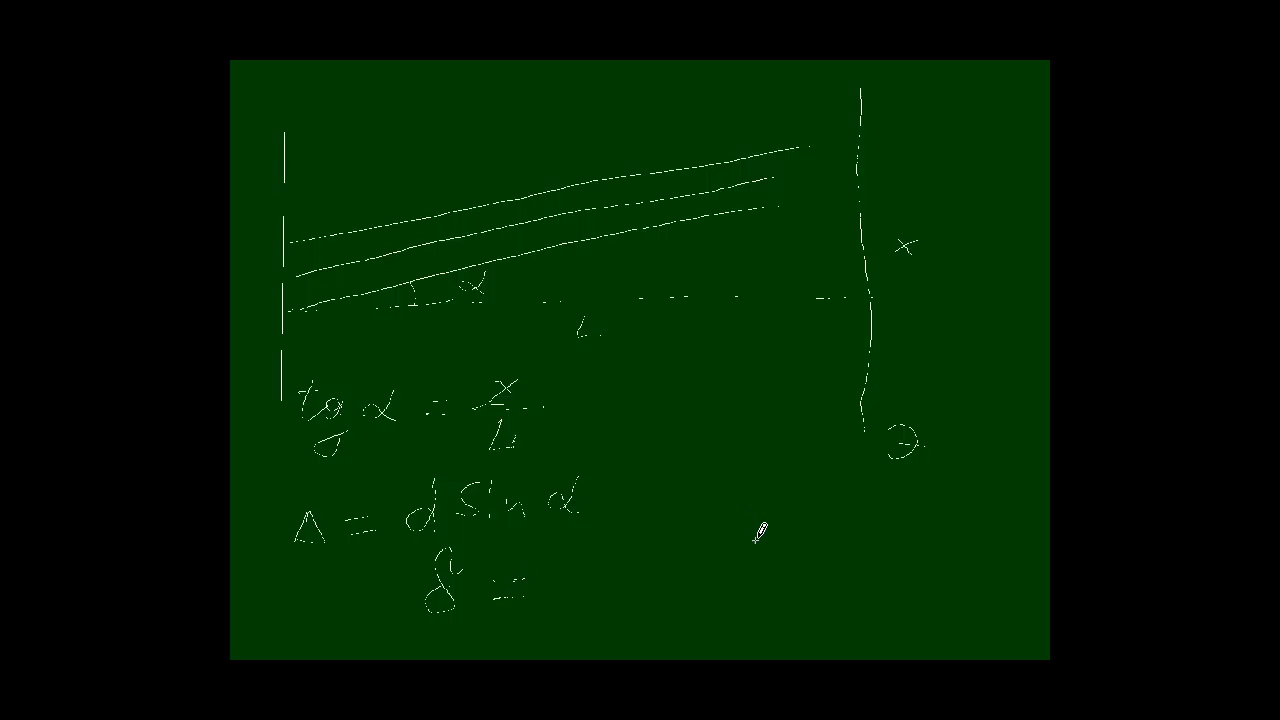 x
α
L
tg α = x/L
Э
Δ = d sin α
δ =